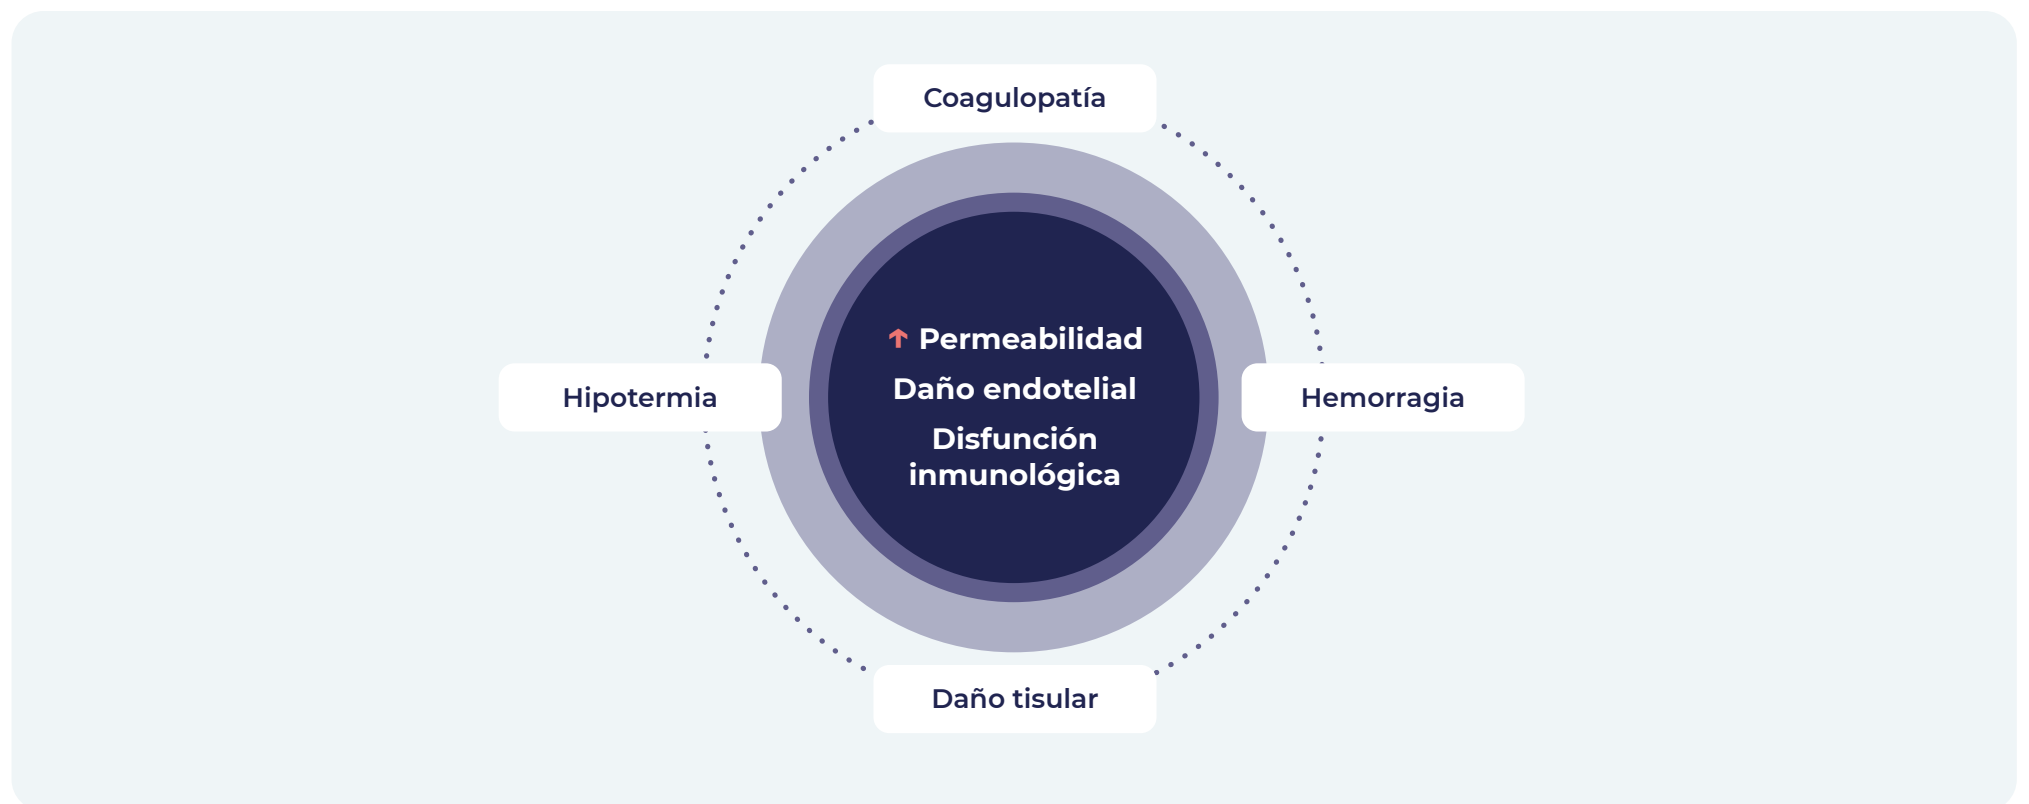 Coagulopatía
↑ Permeabilidad
Daño endotelial
Disfunción
inmunológica
Hipotermia
Hemorragia
Daño tisular